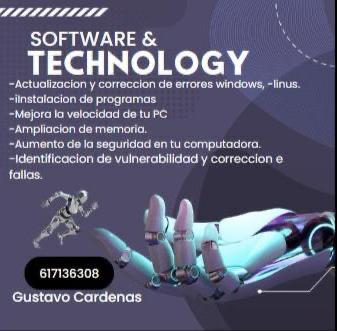 SOFTWARE &
TECHNOLOGY
-Actualizacion y correccion de errores windows, -linus.
-iInstalacion de programas
-Mejora la velocidad de tu PC
-Ampliacion de memoria.
-Aumento de la seguridad en tu computadora.
-Identificacion de vulnerabilidad y correccion e
fallas.
617136308
Gustavo Cardenas